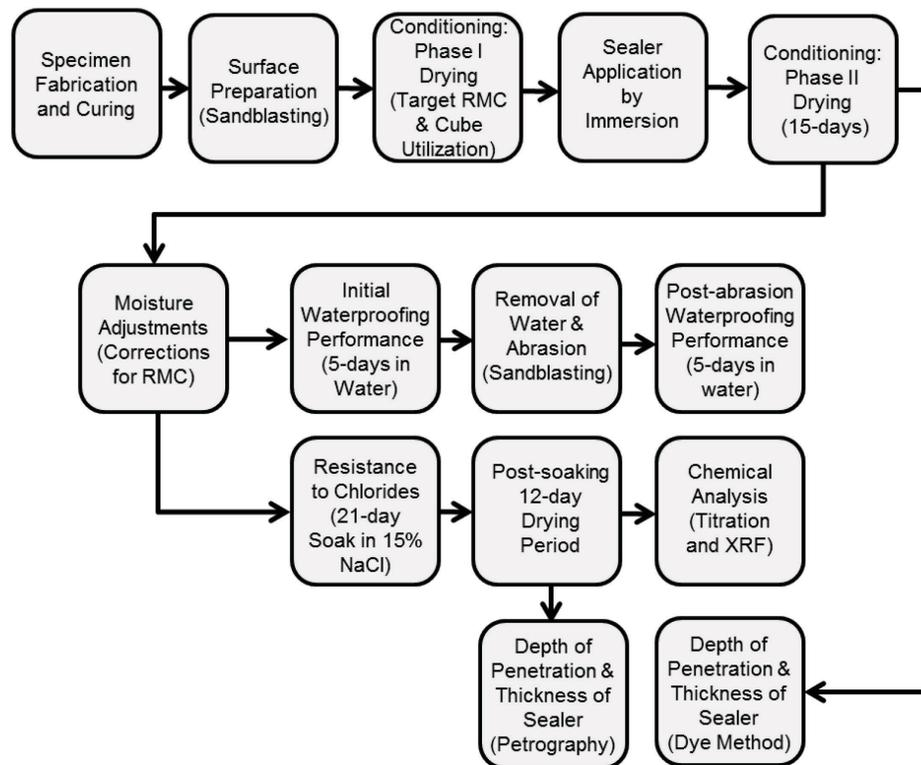 Specimen
Fabrication
and Curing
Surface
Preparation
(Sandblasting)
Conditioning:
Phase I
Drying
(Target RMC
& Cube
Utilization)
Sealer
Application
by
Immersion
Conditioning:
Phase II
Drying
(15-days)
Moisture
Adjustments
(Corrections
for RMC)
Initial
Waterproofing
Performance
(5-days in
Water)
Removal of
Water &
Abrasion
(Sandblasting)
Post-abrasion
Waterproofing
Performance
(5-days in
water)
Resistance
to Chlorides
(21-day
Soak in 15%
NaCl)
Post-soaking
12-day
Drying
Period
Chemical
Analysis
(Titration
and XRF)
Depth of
Penetration &
Thickness of
Sealer
(Petrography)
Depth of
Penetration &
Thickness of
Sealer
(Dye Method)